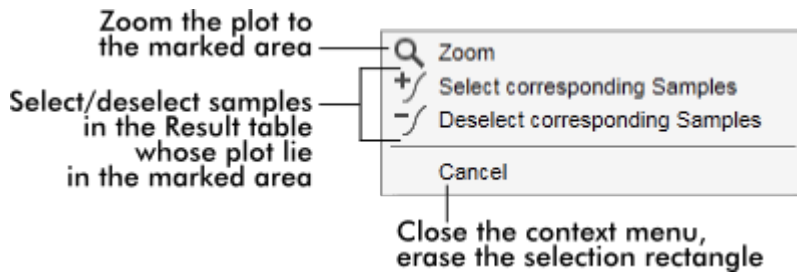 Zoom the plot to
the marked area
Zoom
Select corresponding Samples
Deselect corresponding Samples
Select/deselect samples
in the Result table
whose plot lie
in the marked area
Cancel
Close the context menu,
erase the selection rectangle